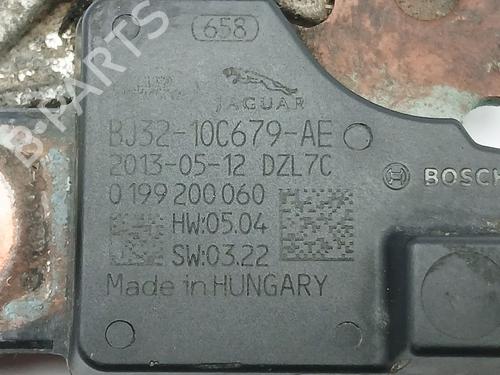 658
JAGUAR
BJ32-10C679-AE
2013-05-12 DZL7C
0 199 200 060
BOSCH
HW:05.04
SW:03.22
Made in HUNGARY
B-PARTS